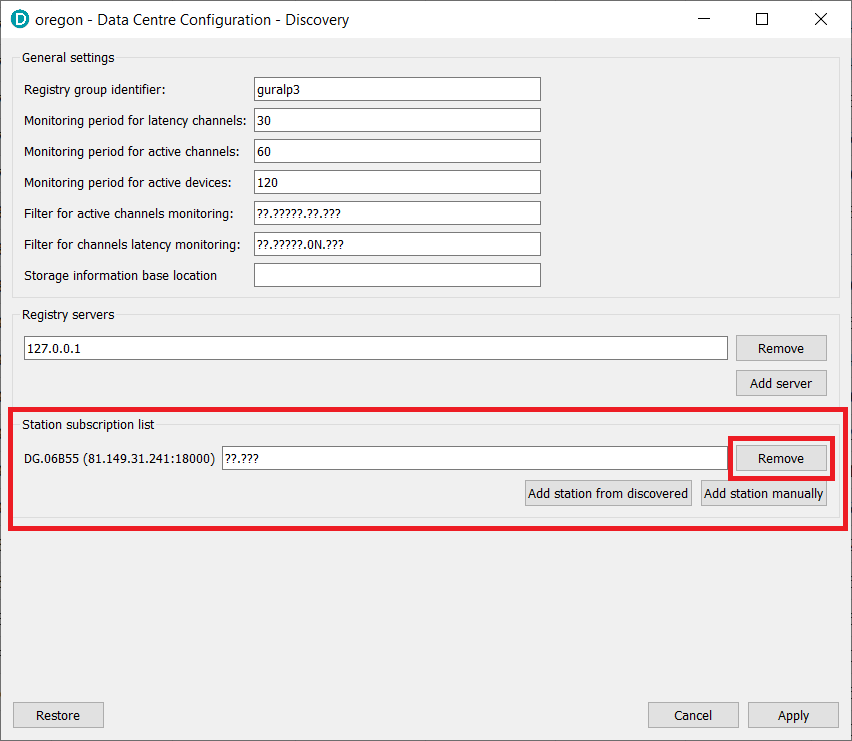 oregon - Data Centre Configuration - Discovery
General settings
Registry group identifier: guralp3
Monitoring period for latency channels: 30
Monitoring period for active channels: 60
Monitoring period for active devices: 120
Filter for active channels monitoring: ??.?????.??.???
Filter for channels latency monitoring: ??.?????.0N.???
Storage information base location
Registry servers
127.0.0.1 Remove
Add server
Station subscription list
DG.06B55 (81.149.31.241:18000) ??.??? Remove
Add station from discovered Add station manually
Restore Cancel Apply